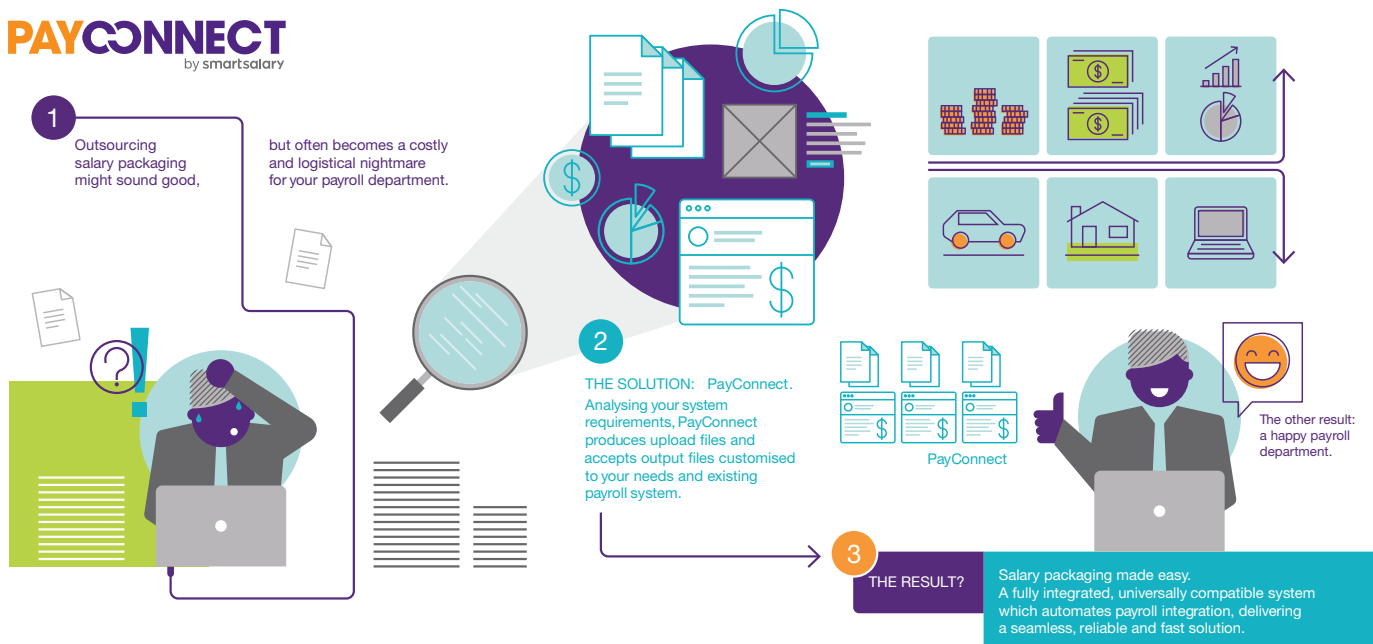 PAYCONNECT
by smartsalary
1
Outsourcing
salary packaging
might sound good,
but often becomes a costly
and logistical nightmare
for your payroll department.
?
!
$
$
$
$
2
THE SOLUTION: PayConnect.
Analysing your system
requirements, PayConnect
produces upload files and
accepts output files customised
to your needs and existing
payroll system.
$ $ $
PayConnect
The other result:
a happy payroll
department.
3
THE RESULT?
Salary packaging made easy.
A fully integrated, universally compatible system
which automates payroll integration, delivering
a seamless, reliable and fast solution.